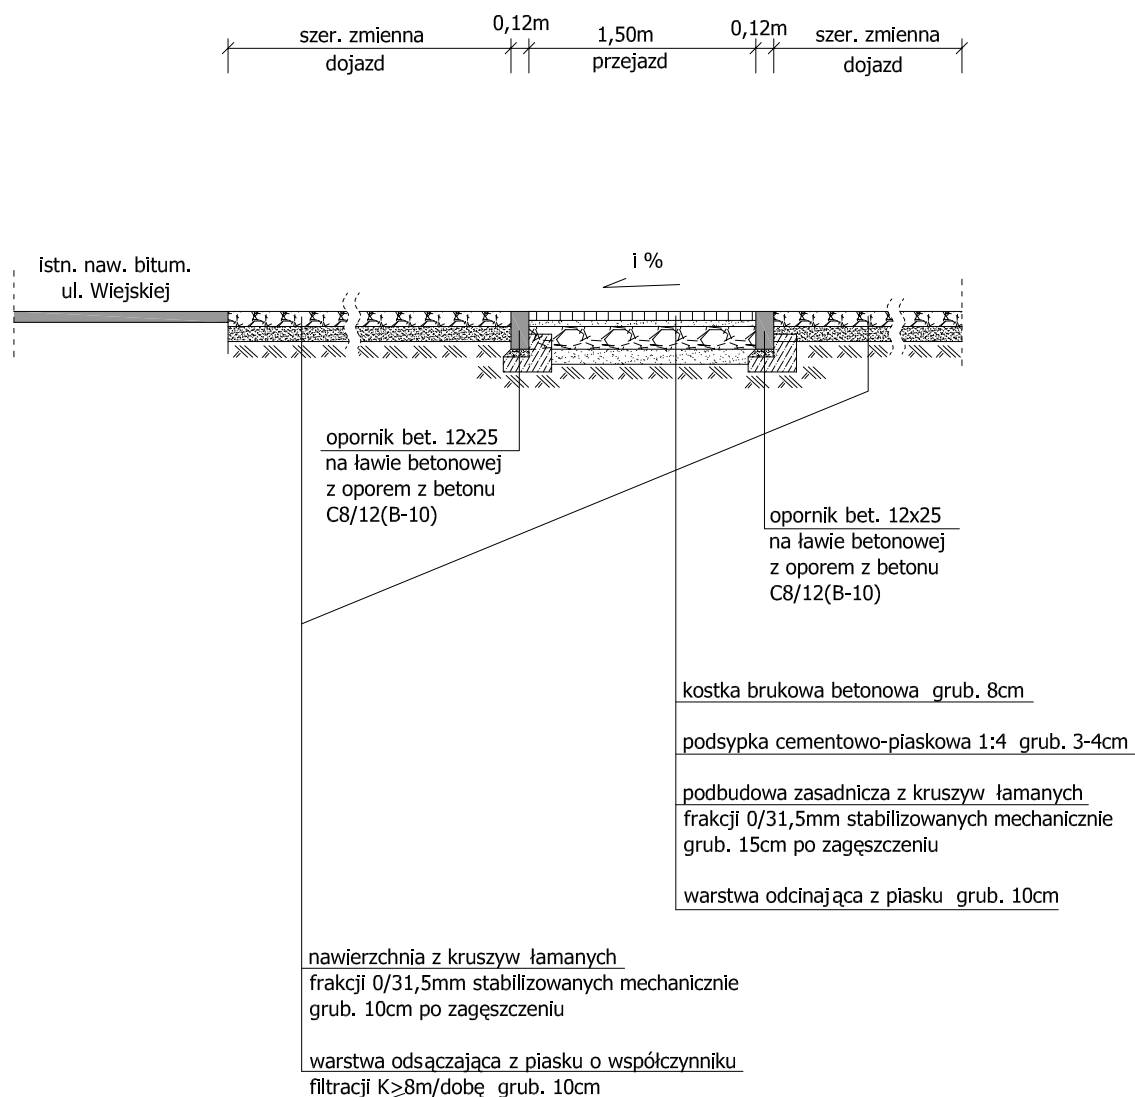 szer. zmienna
dojazd
0,12m
1,50m
przejazd
0,12m
szer. zmienna
dojazd
istn. naw. bitum.
ul. Wiejskiej
i %
opornik bet. 12x25
na ławie betonowej
z oporem z betonu
C8/12(B-10)
opornik bet. 12x25
na ławie betonowej
z oporem z betonu
C8/12(B-10)
kostka brukowa betonowa grub. 8cm
podsypka cementowo-piaskowa 1:4 grub. 3-4cm
podbudowa zasadnicza z kruszyw łamanych
frakcji 0/31,5mm stabilizowanych mechanicznie
grub. 15cm po zagęszczeniu
warstwa odcinająca z piasku grub. 10cm
nawierzchnia z kruszyw łamanych
frakcji 0/31,5mm stabilizowanych mechanicznie
grub. 10cm po zagęszczeniu
warstwa odsączająca z piasku o współczynniku
filtracji K≥8m/dobę grub. 10cm